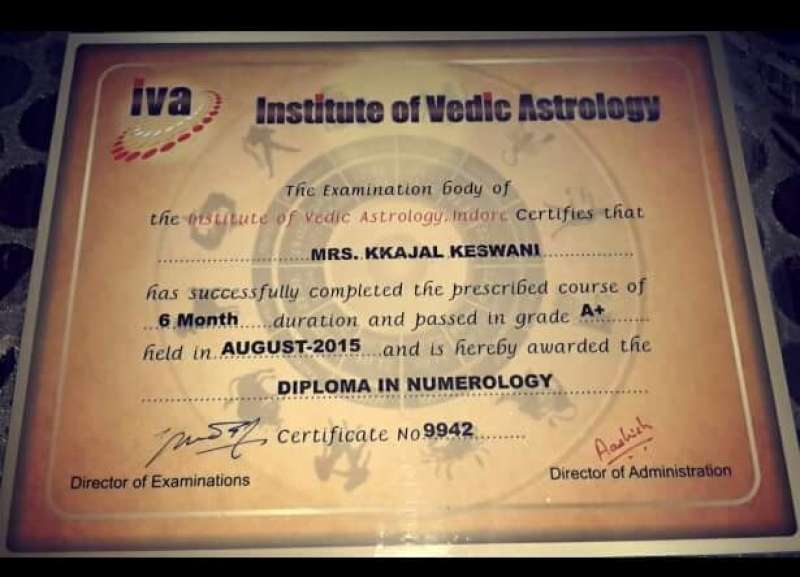 iva
Institute of Vedic Astrology
The Examination body of
the Institute of Vedic Astrology, Indore Certifies that
MRS. KKAJAL KESWANI
has successfully completed the prescribed course of
6 Month duration and passed in grade A+
held in AUGUST-2015 and is hereby awarded the
DIPLOMA IN NUMEROLOGY
Certificate No. 9942
Aashish
Director of Examinations
Director of Administration